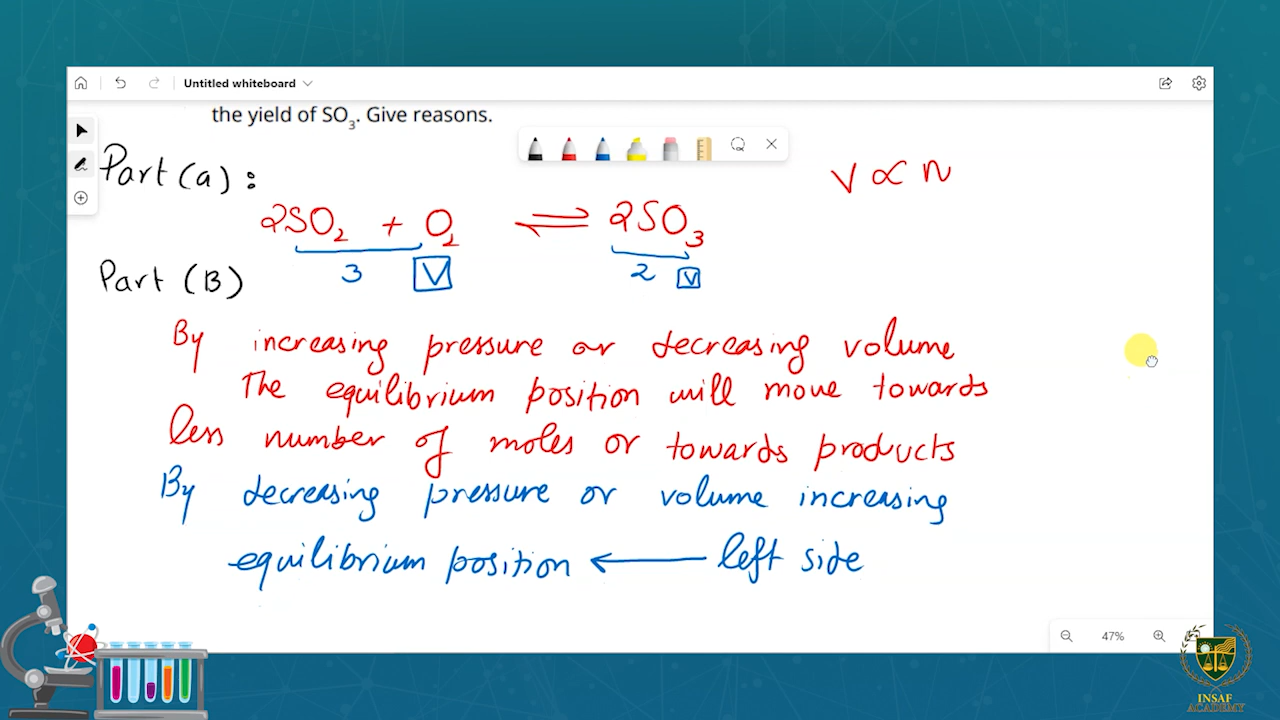 Untitled whiteboard
the yield of SO₃. Give reasons.
Part (a) :
V ∝ n
2SO₂ + O₂ ⇌ 2SO₃
3 V 2 V
Part (B)
By increasing pressure or decreasing volume
The equilibrium position will move towards
less number of moles or towards products
By decreasing pressure or volume increasing
equilibrium position ← left side
47%
INSAF
ACADEMY